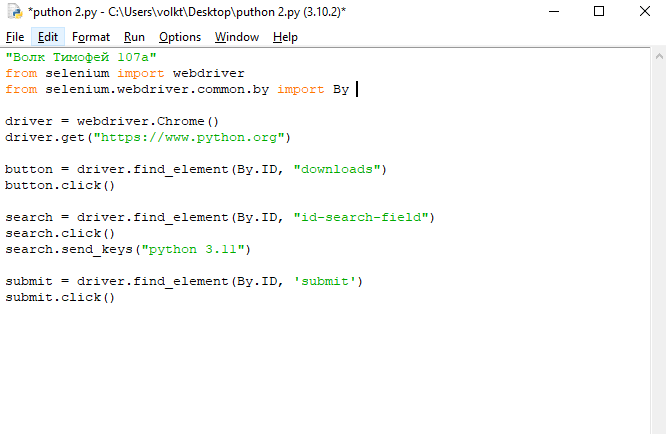 *puthon 2.py - C:\Users\volkt\Desktop\puthon 2.py (3.10.2)*
File Edit Format Run Options Window Help
"Волк Тимофей 107а"
from selenium import webdriver
from selenium.webdriver.common.by import By
driver = webdriver.Chrome()
driver.get("https://www.python.org")
button = driver.find_element(By.ID, "downloads")
button.click()
search = driver.find_element(By.ID, "id-search-field")
search.click()
search.send_keys("python 3.11")
submit = driver.find_element(By.ID, 'submit')
submit.click()